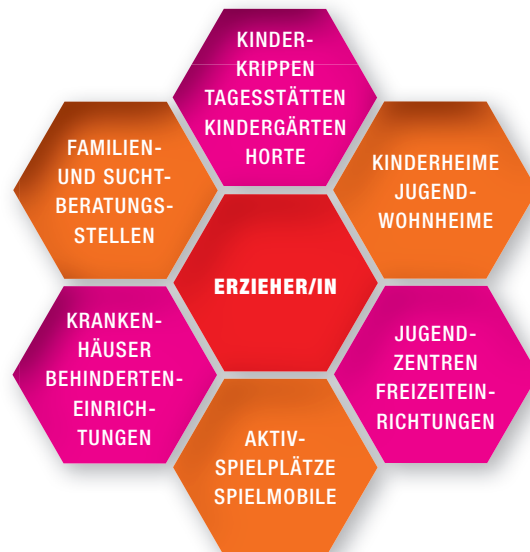 KINDER-
KRIPPEN
TAGESSTÄTTEN
KINDERGÄRTEN
HORTE
FAMILIEN-
UND SUCHT-
BERATUNGS-
STELLEN
KINDERHEIME
JUGEND-
WOHNHEIME
ERZIEHER/IN
KRANKEN-
HÄUSER
BEHINDERTEN-
EINRICH-
TUNGEN
JUGEND-
ZENTREN
FREIZEITEIN-
RICHTUNGEN
AKTIV-
SPIELPLÄTZE
SPIELMOBILE